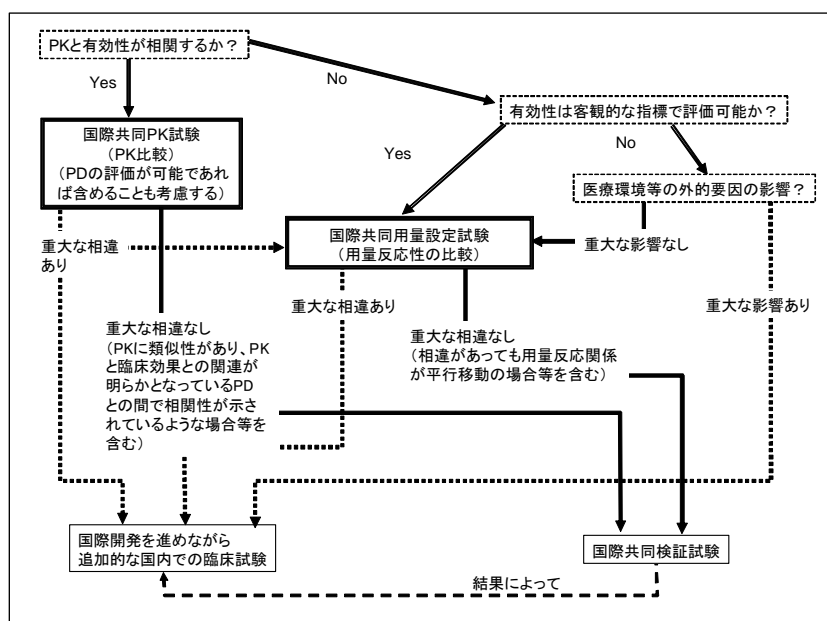 PKと有効性が相関するか？
Yes
No
有効性は客観的な指標で評価可能か？
国際共同PK試験
（PK比較）
（PDの評価が可能であれ
ば含めることも考慮する）
Yes
No
医療環境等の外的要因の影響？
重大な相違
あり
国際共同用量設定試験
（用量反応性の比較）
重大な影響なし
重大な相違あり
重大な影響あり
重大な相違なし
（PKに類似性があり、PK
と臨床効果との関連が
明らかとなっているPD
との間で相関性が示さ
れているような場合等を
含む）
重大な相違なし
（相違があっても用量反応関係
が平行移動の場合等を含む）
国際開発を進めながら
追加的な国内での臨床試験
国際共同検証試験
結果によって